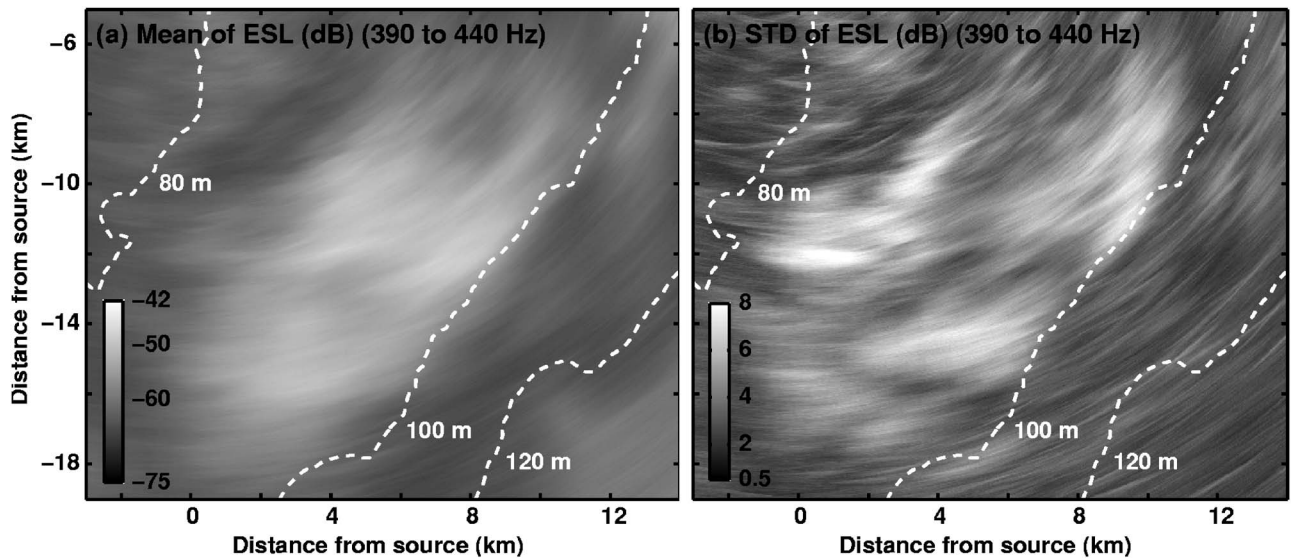 (a) Mean of ESL (dB) (390 to 440 Hz)
(b) STD of ESL (dB) (390 to 440 Hz)
Distance from source (km)
−6
−10
−14
−18
80 m
100 m
120 m
−42
−50
−60
−75
0
4
8
12
Distance from source (km)
80 m
100 m
120 m
8
6
4
2
0.5
0
4
8
12
Distance from source (km)